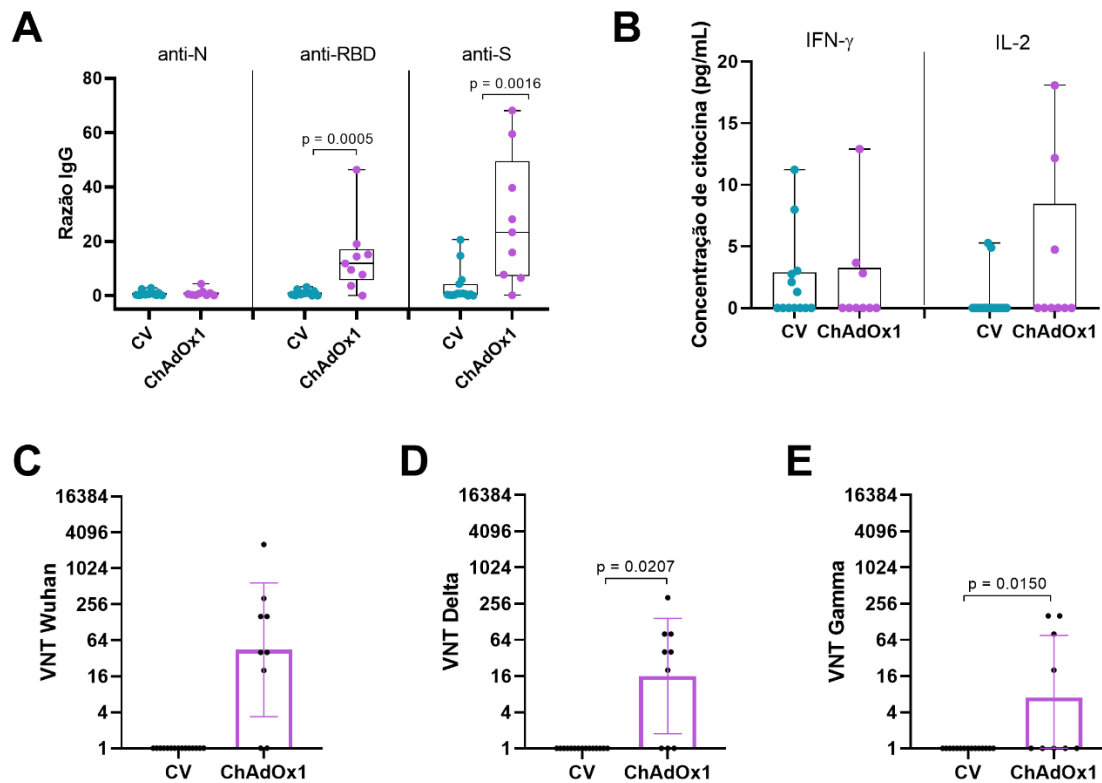 A
anti-N
anti-RBD
anti-S
p = 0.0005
p = 0.0016
Razão IgG
80
60
40
20
0
CV
ChAdOx1
CV
ChAdOx1
CV
ChAdOx1
B
IFN-γ
IL-2
Concentração de citocina (pg/mL)
20
15
10
5
0
CV
ChAdOx1
CV
ChAdOx1
C
VNT Wuhan
16384
4096
1024
256
64
16
4
1
CV
ChAdOx1
D
VNT Delta
16384
4096
1024
256
64
16
4
1
p = 0.0207
CV
ChAdOx1
E
VNT Gamma
16384
4096
1024
256
64
16
4
1
p = 0.0150
CV
ChAdOx1